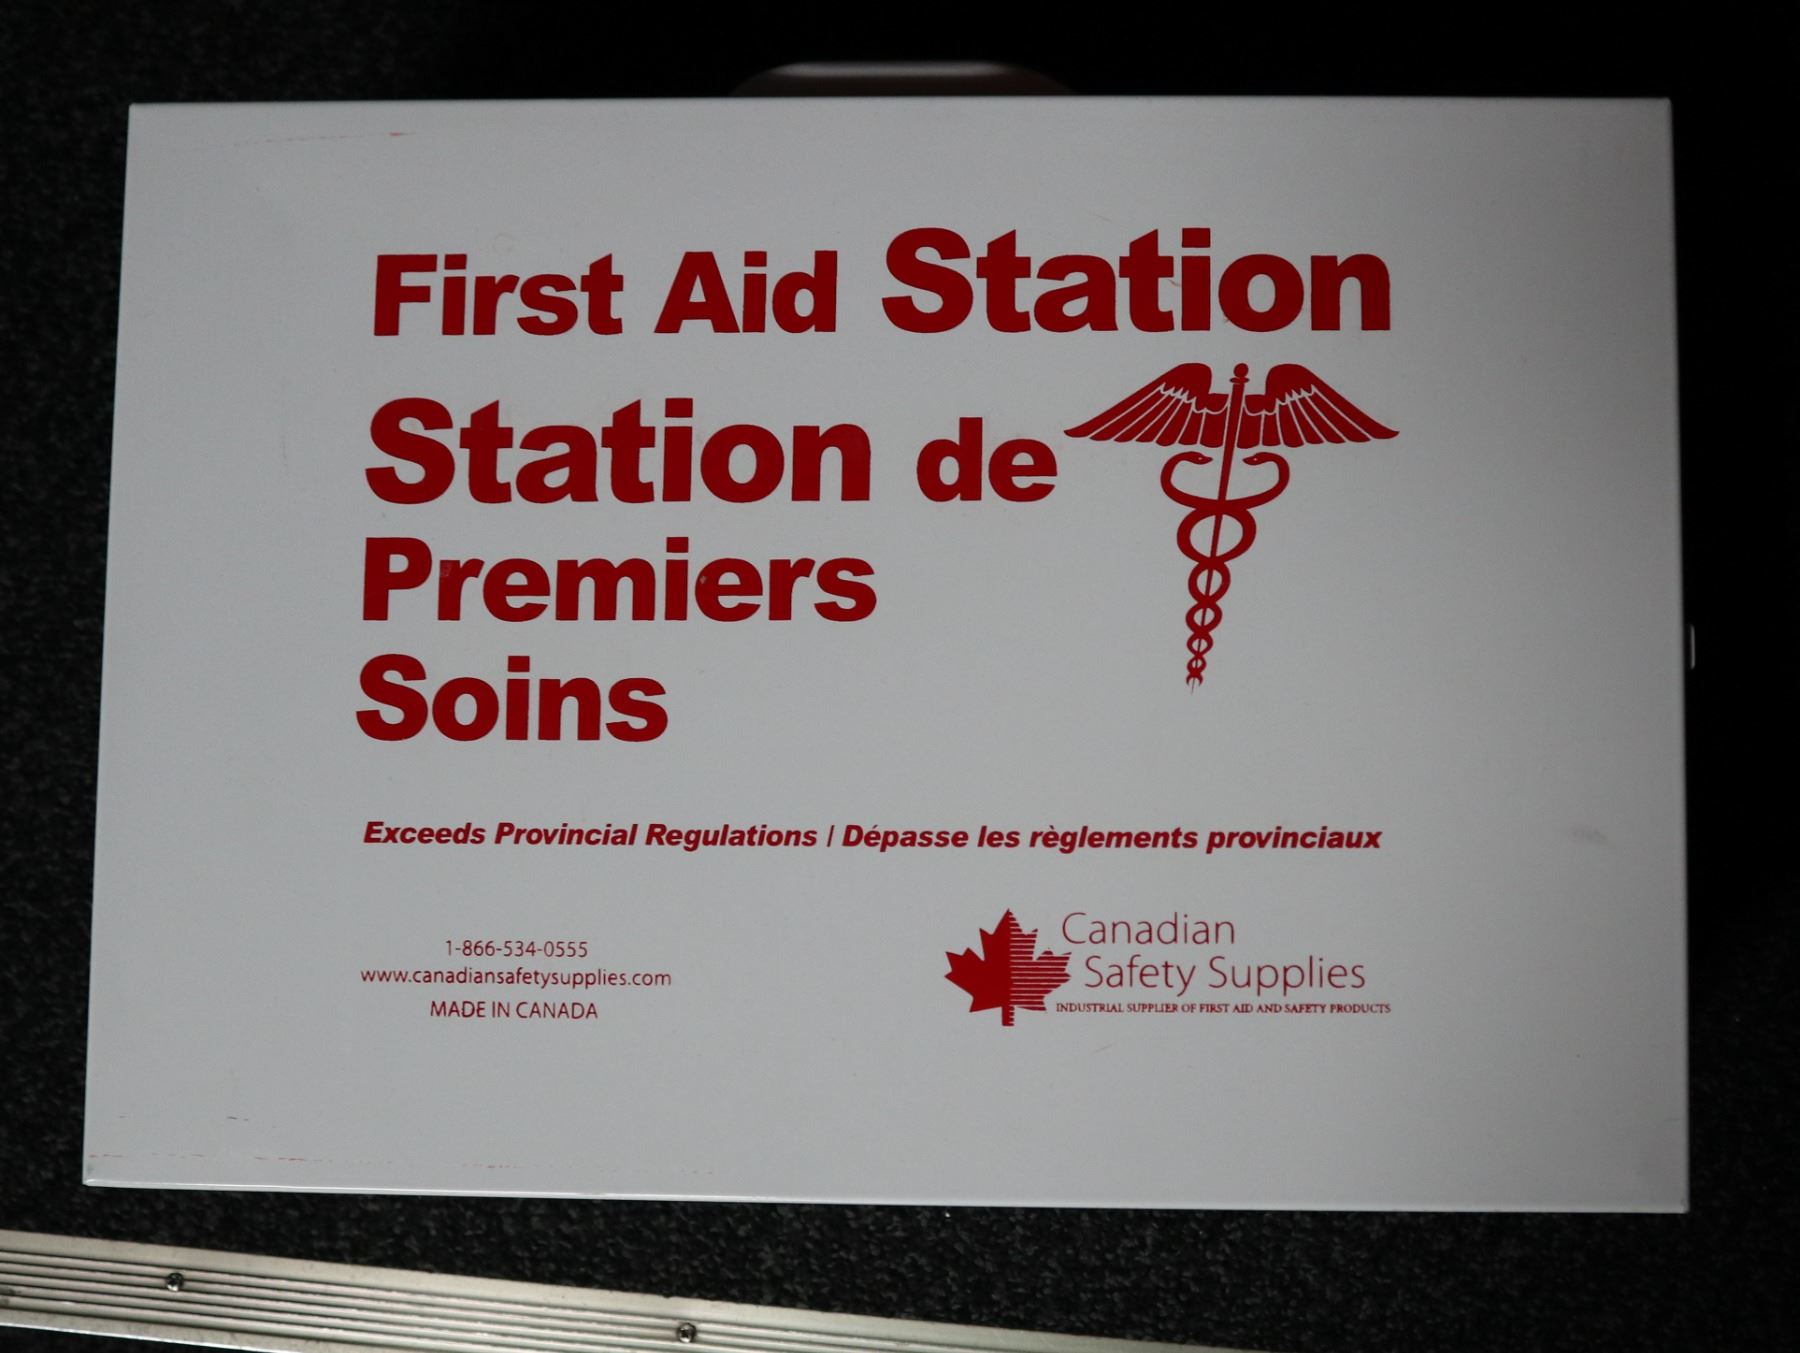 First Aid Station
Station de
Premiers
Soins
Exceeds Provincial Regulations / Dépasse les règlements provinciaux
1-866-534-0555
www.canadiansafetysupplies.com
MADE IN CANADA
Canadian
Safety Supplies
INDUSTRIAL SUPPLIER OF FIRST AID AND SAFETY PRODUCTS